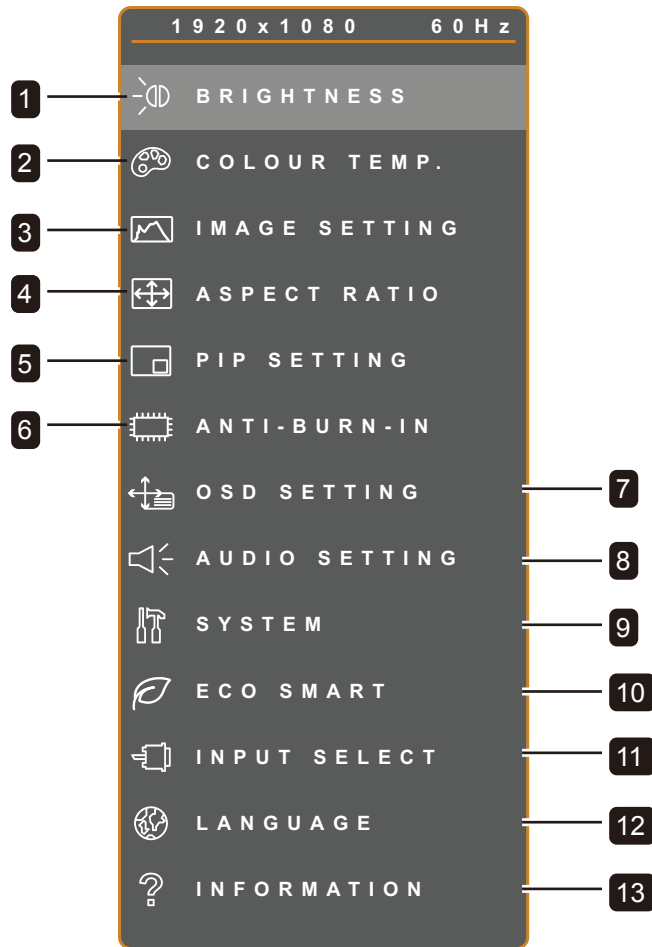 1920x1080 60Hz
1 BRIGHTNESS
2 COLOUR TEMP.
3 IMAGE SETTING
4 ASPECT RATIO
5 PIP SETTING
6 ANTI-BURN-IN
OSD SETTING 7
AUDIO SETTING 8
SYSTEM 9
ECO SMART 10
INPUT SELECT 11
LANGUAGE 12
INFORMATION 13